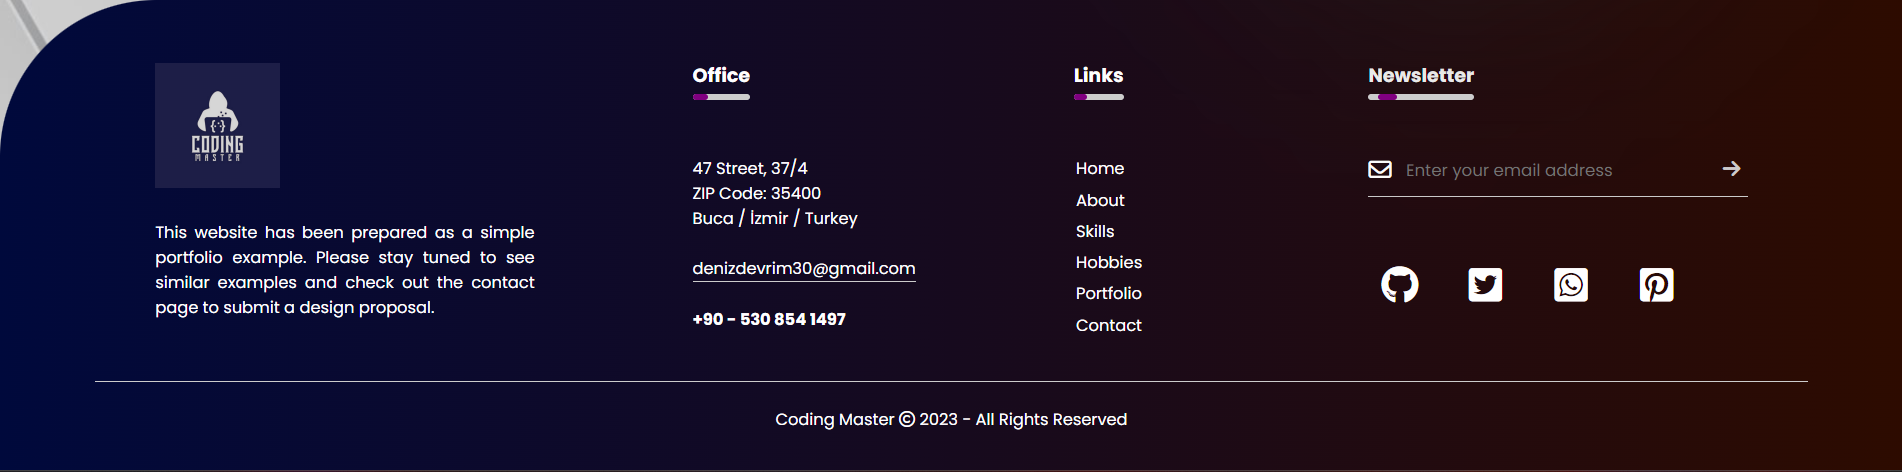 CODING
MASTER
This website has been prepared as a simple
portfolio example. Please stay tuned to see
similar examples and check out the contact
page to submit a design proposal.
Office
47 Street, 37/4
ZIP Code: 35400
Buca / İzmir / Turkey
denizdevrim30@gmail.com
+90 - 530 854 1497
Links
Home
About
Skills
Hobbies
Portfolio
Contact
Newsletter
Enter your email address
Coding Master © 2023 - All Rights Reserved